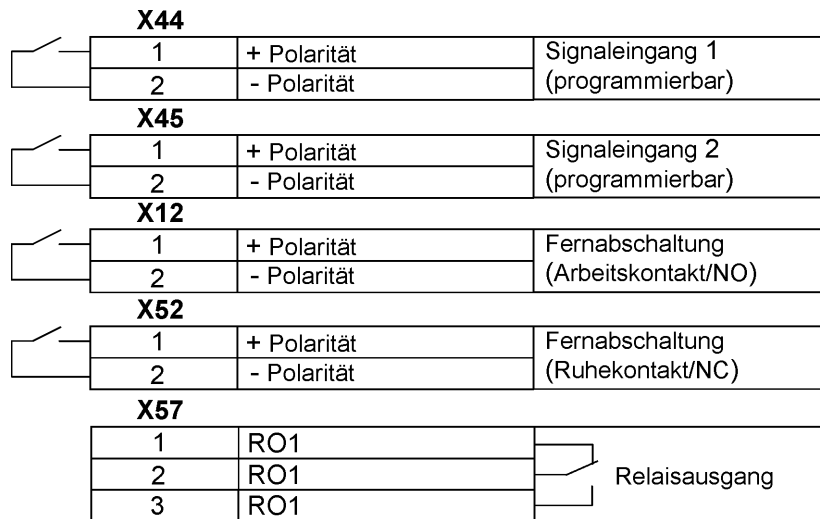 X44
1 + Polarität Signaleingang 1
2 - Polarität (programmierbar)
X45
1 + Polarität Signaleingang 2
2 - Polarität (programmierbar)
X12
1 + Polarität Fernabschaltung
2 - Polarität (Arbeitskontakt/NO)
X52
1 + Polarität Fernabschaltung
2 - Polarität (Ruhekontakt/NC)
X57
1 RO1
2 RO1 Relaisausgang
3 RO1